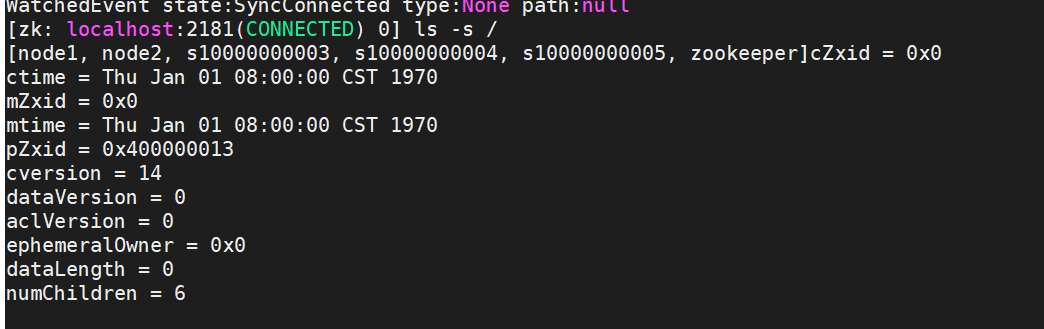 WatchedEvent state:SyncConnected type:None path:null
[zk: localhost:2181(CONNECTED) 0] ls -s /
[node1, node2, s10000000003, s10000000004, s10000000005, zookeeper]cZxid = 0x0
ctime = Thu Jan 01 08:00:00 CST 1970
mZxid = 0x0
mtime = Thu Jan 01 08:00:00 CST 1970
pZxid = 0x400000013
cversion = 14
dataVersion = 0
aclVersion = 0
ephemeralOwner = 0x0
dataLength = 0
numChildren = 6